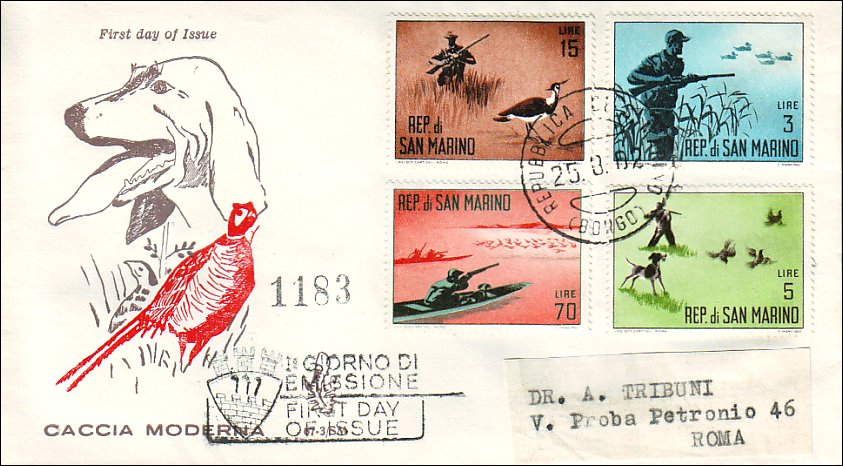 First day of Issue
LIRE
15
REP. di
SAN MARINO
LIRE
3
REP. di SAN MARINO
REPUBBLICA
25.8.62
(BORGO)
REP. di SAN MARINO
LIRE
70
LIRE
5
REP. di SAN MARINO
1183
GIORNO DI
EMISSIONE
FIRST DAY
OF ISSUE
CACCIA MODERNA
DR. A. TRIBUNI
V. Proba Petronio 46
ROMA